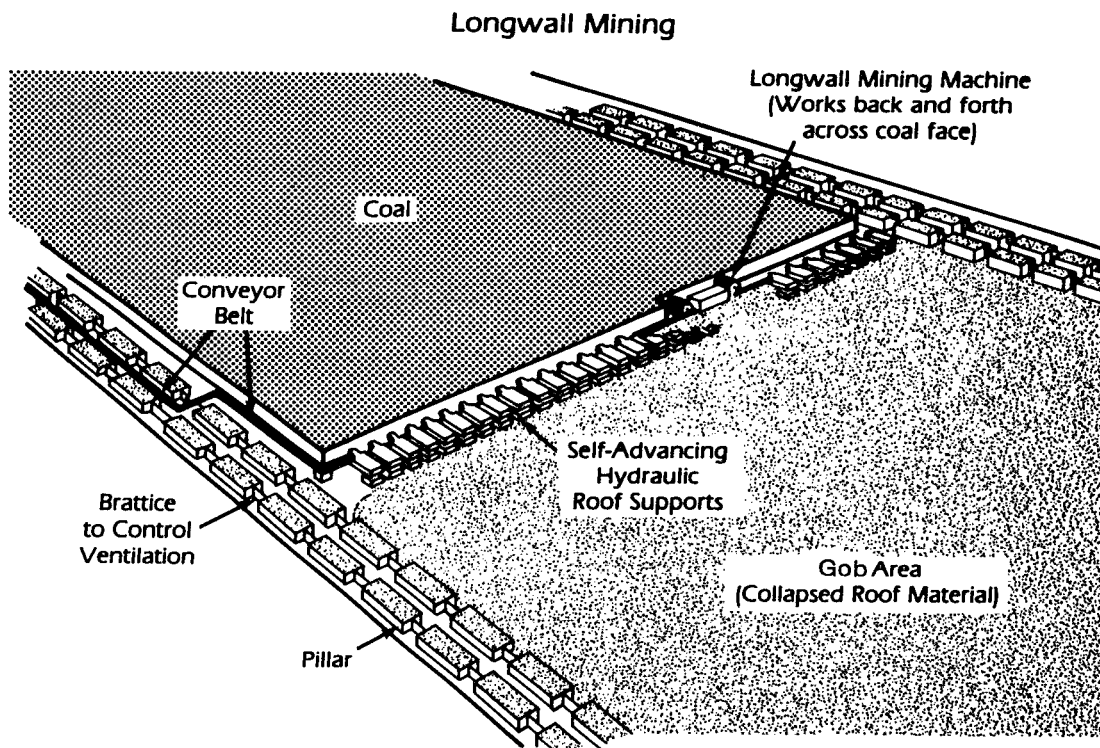 Longwall Mining
Longwall Mining Machine
(Works back and forth
across coal face)
Coal
Conveyor
Belt
Self-Advancing
Hydraulic
Roof Supports
Brattice
to Control
Ventilation
Gob Area
(Collapsed Roof Material)
Pillar